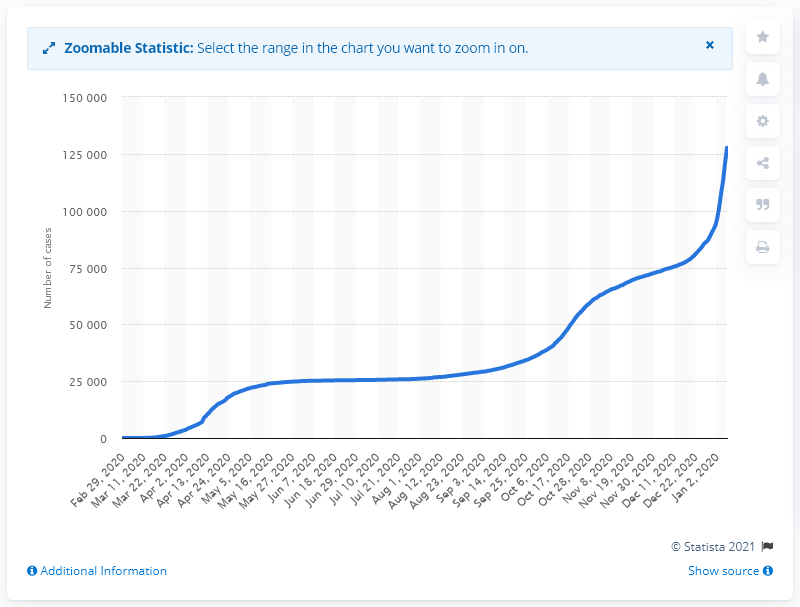 Zoomable Statistic: Select the range in the chart you want to zoom in on.
150 000
125 000
100 000
75 000
50 000
25 000
0
Number of cases
Feb 29, 2020
Mar 11, 2020
Mar 22, 2020
Apr 2, 2020
Apr 13, 2020
Apr 24, 2020
May 5, 2020
May 16, 2020
May 27, 2020
Jun 7, 2020
Jun 18, 2020
Jun 29, 2020
Jul 10, 2020
Jul 21, 2020
Aug 1, 2020
Aug 12, 2020
Aug 23, 2020
Sep 3, 2020
Sep 14, 2020
Sep 25, 2020
Oct 6, 2020
Oct 17, 2020
Oct 28, 2020
Nov 8, 2020
Nov 19, 2020
Nov 30, 2020
Dec 11, 2020
Dec 22, 2020
Jan 2, 2020
© Statista 2021
Additional Information
Show source